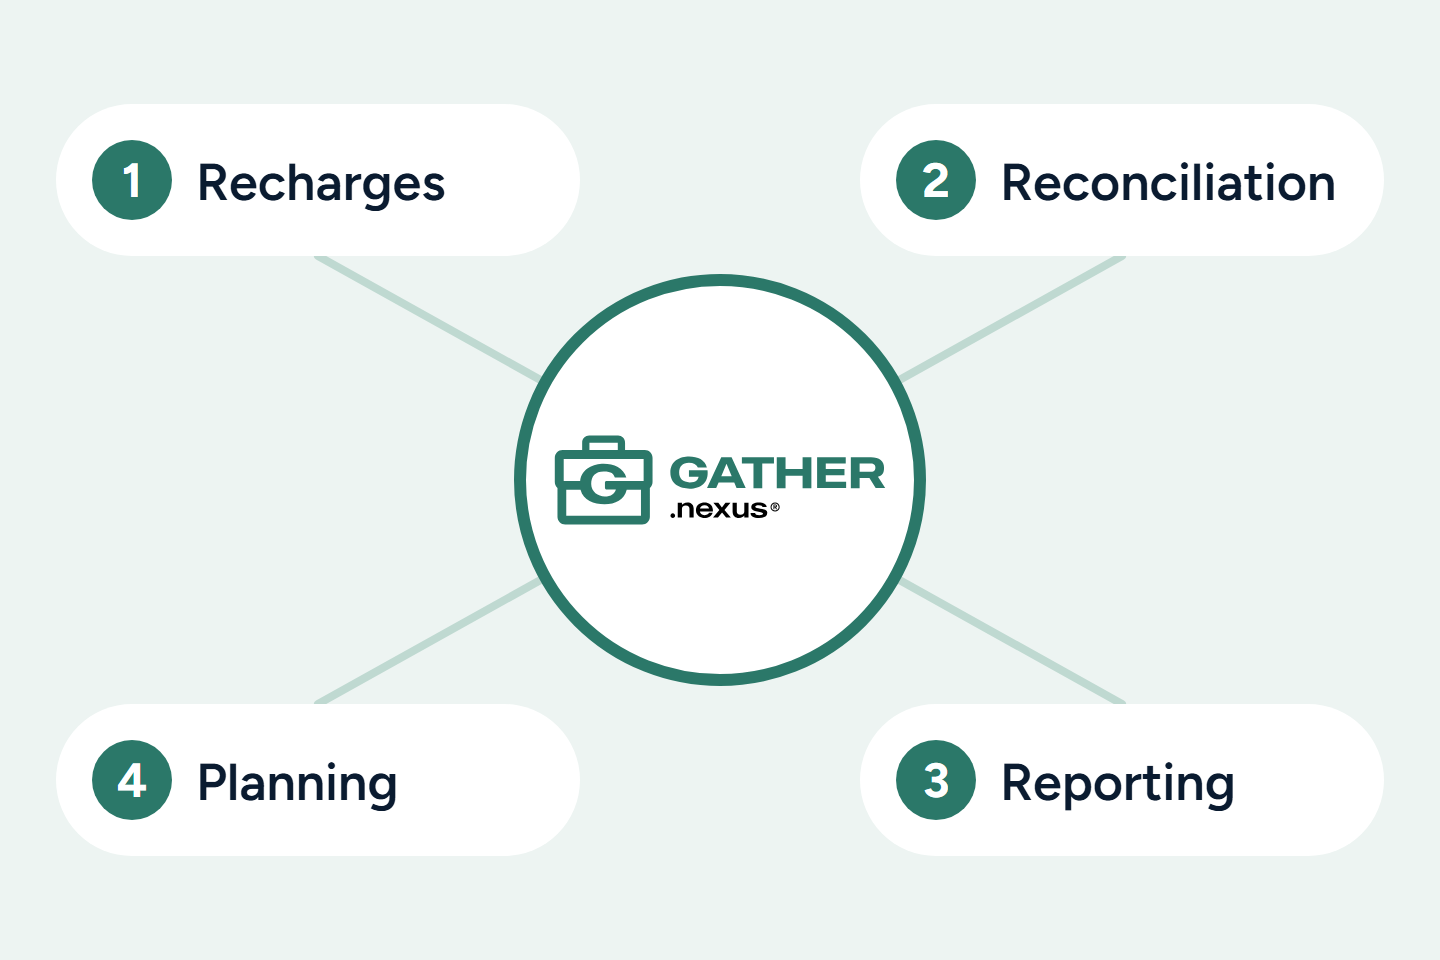 1 Recharges
2 Reconciliation
G
GATHER
.nexus®
4 Planning
3 Reporting